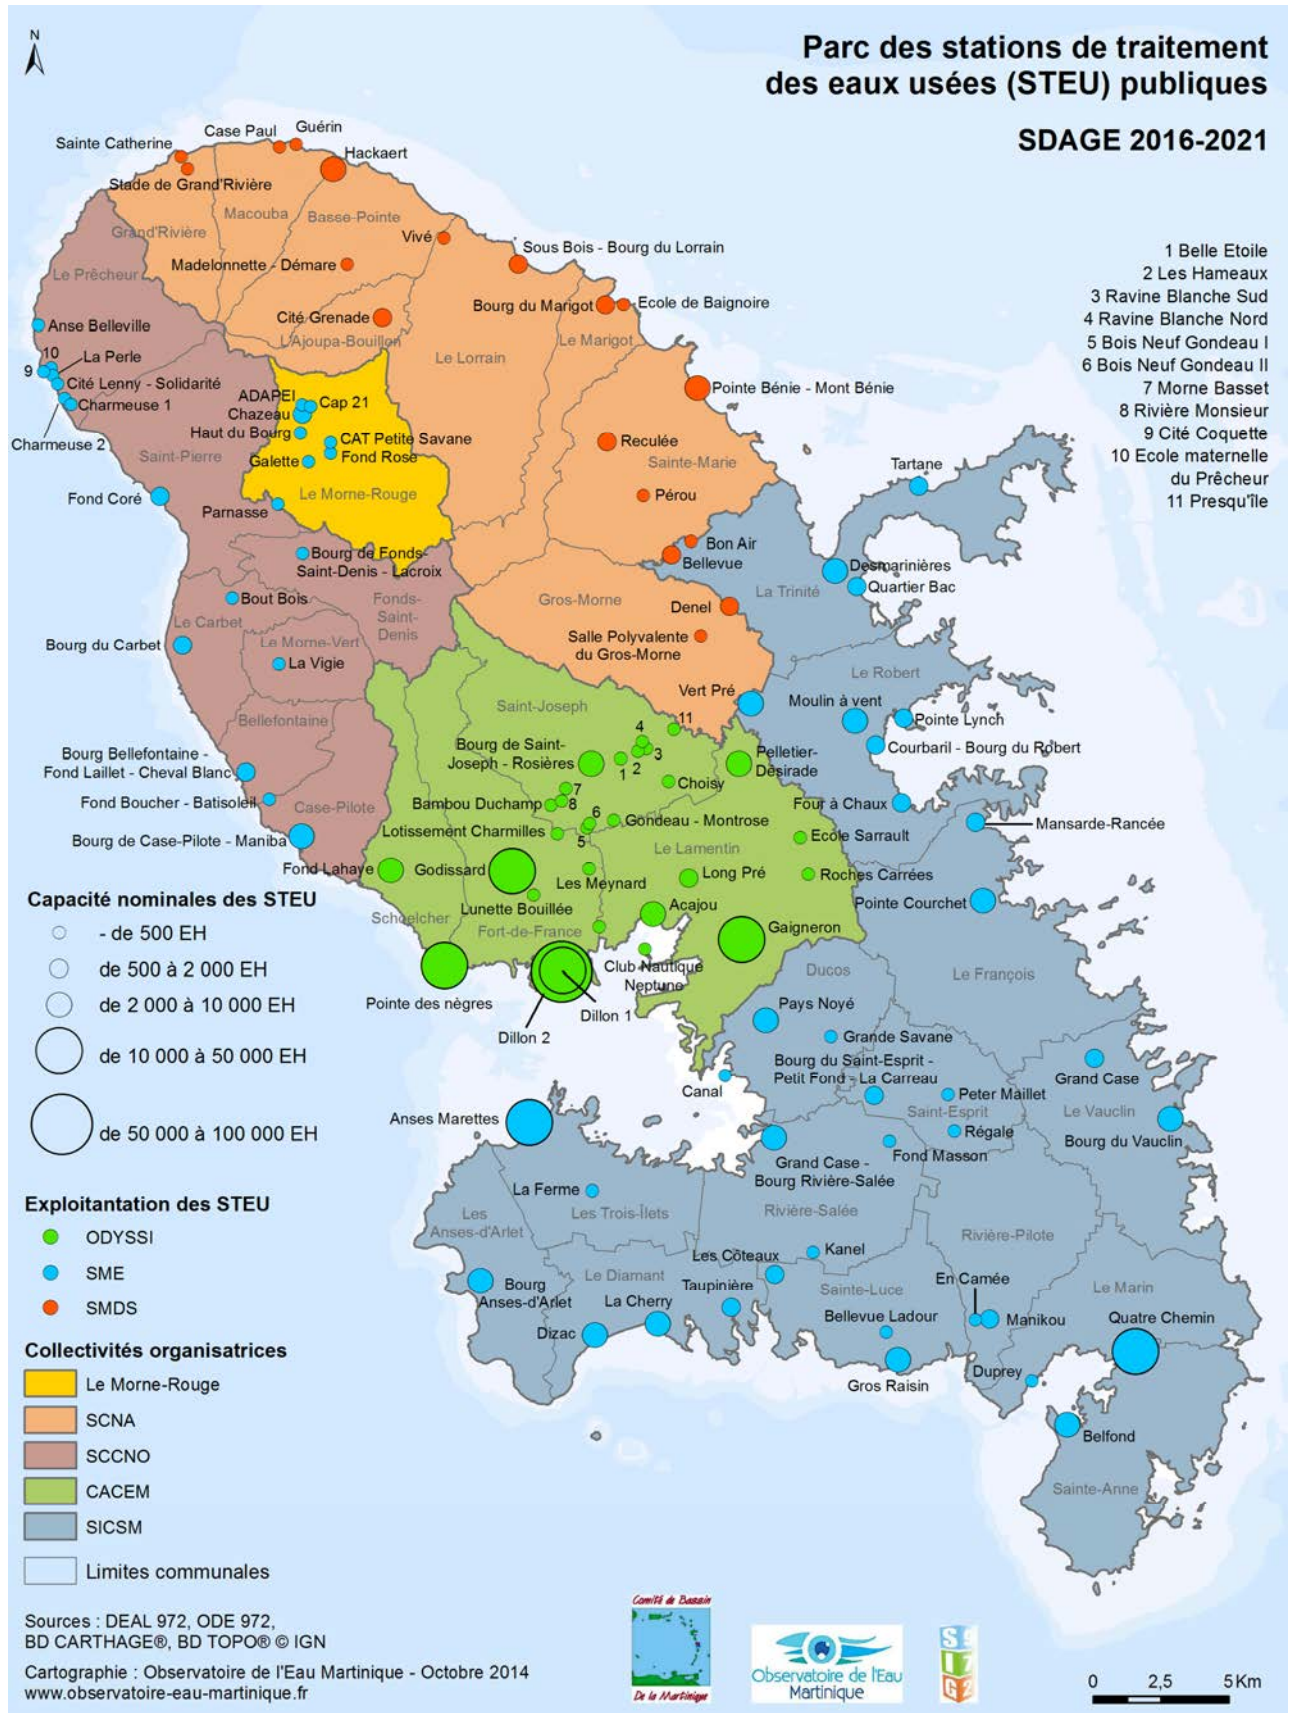 N
Parc des stations de traitement
des eaux usées (STEU) publiques
SDAGE 2016-2021
1 Belle Etoile
2 Les Hameaux
3 Ravine Blanche Sud
4 Ravine Blanche Nord
5 Bois Neuf Gondeau I
6 Bois Neuf Gondeau II
7 Morne Basset
8 Rivière Monsieur
9 Cité Coquette
10 Ecole maternelle
du Prêcheur
11 Presqu'île
Case Paul
Guérin
Sainte Catherine
Hackaert
Stade de Grand'Rivière
Macouba
Basse-Pointe
Grand'Rivière
Vivé
Sous Bois - Bourg du Lorrain
Le Prêcheur
Madelonnette - Démare
Bourg du Marigot
Ecole de Baignoire
Anse Belleville
Cité Grenade
L'Ajoupa-Bouillon
Le Marigot
Le Lorrain
10
La Perle
9
Cité Lenny - Solidarité
Charmeuse 1
Charmeuse 2
ADAPEI
Cap 21
Chazeau
Haut du Bourg
CAT Petite Savane
Fond Rose
Galette
Pointe Bénie - Mont Bénie
Reculée
Saint-Pierre
Sainte-Marie
Tartane
Fond Coré
Le Morne-Rouge
Pérou
Parnasse
Bourg de Fonds-
Saint-Denis - Lacroix
Bon Air
Bellevue
Desmarinières
Quartier Bac
La Trinité
Bout Bois
Fonds-
Saint-
Denis
Gros-Morne
Denel
Le Carbet
Bourg du Carbet
Le Morne-Vert
La Vigie
Salle Polyvalente
du Gros-Morne
Le Robert
Vert Pré
Moulin à vent
Pointe Lynch
Saint-Joseph
Bellefontaine
11
4
3
2
1
Bourg de Saint-
Joseph - Rosières
Pelletier-
Désirade
Courbaril - Bourg du Robert
Bourg Bellefontaine -
Fond Laillet - Cheval Blanc
Choisy
7
8
Bambou Duchamp
Fond Boucher - Batisoleil
Case-Pilote
Four à Chaux
6
Gondeau - Montrose
Mansarde-Rancée
Lotissement Charmilles
5
Ecole Sarrault
Bourg de Case-Pilote - Maniba
Le Lamentin
Fond Lahaye
Godissard
Les Meynard
Long Pré
Roches Carrées
Capacité nominales des STEU
- de 500 EH
de 500 à 2 000 EH
de 2 000 à 10 000 EH
de 10 000 à 50 000 EH
de 50 000 à 100 000 EH
Lunette Bouillée
Acajou
Pointe Courchet
Schoelcher
Fort-de-France
Gaigneron
Club Nautique
Neptune
Ducos
Le François
Pointe des nègres
Dillon 1
Dillon 2
Pays Noyé
Grande Savane
Bourg du Saint-Esprit -
Petit Fond - La Carreau
Canal
Grand Case
Peter Maillet
Saint-Esprit
Le Vauclin
Anses Marettes
Régale
Bourg du Vauclin
Fond Masson
Grand Case -
Bourg Rivière-Salée
La Ferme
Les
Anses-d'Arlet
Les Trois-Îlets
Rivière-Salée
Rivière-Pilote
Exploitantation des STEU
ODYSSI
SME
SMDS
Les Côteaux
Kanel
Le Diamant
Taupinière
En Camée
Le Marin
Bourg
Anses-d'Arlet
La Cherry
Sainte-Luce
Bellevue Ladour
Manikou
Quatre Chemin
Dizac
Gros Raisin
Duprey
Belfond
Sainte-Anne
Collectivités organisatrices
Le Morne-Rouge
SCNA
SCCNO
CACEM
SICSM
Limites communales
Sources : DEAL 972, ODE 972,
BD CARTHAGE®, BD TOPO® © IGN
Cartographie : Observatoire de l'Eau Martinique - Octobre 2014
www.observatoire-eau-martinique.fr
Comité de Bassin
De la Martinique
Observatoire de l'Eau
Martinique
0
2,5
5 Km